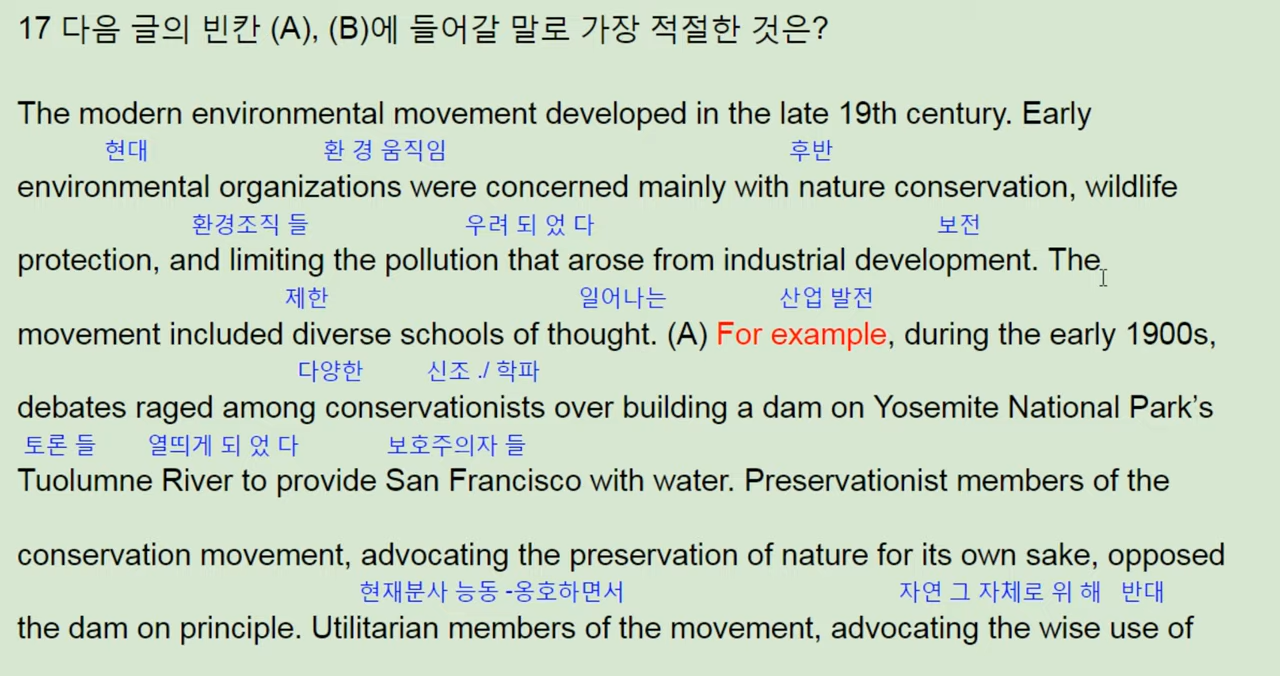 17 다음 글의 빈칸 (A), (B)에 들어갈 말로 가장 적절한 것은?
The modern environmental movement developed in the late 19th century. Early
현대 환 경 움직임 후반
environmental organizations were concerned mainly with nature conservation, wildlife
환경조직 들 우려 되 었 다 보전
protection, and limiting the pollution that arose from industrial development. The
제한 일어나는 산업 발전
movement included diverse schools of thought. (A) For example, during the early 1900s,
다양한 신조 ./ 학파
debates raged among conservationists over building a dam on Yosemite National Park’s
토론 들 열띠게 되 었 다 보호주의자 들
Tuolumne River to provide San Francisco with water. Preservationist members of the
conservation movement, advocating the preservation of nature for its own sake, opposed
현재분사 능동 -옹호하면서 자연 그 자체로 위 해 반대
the dam on principle. Utilitarian members of the movement, advocating the wise use of